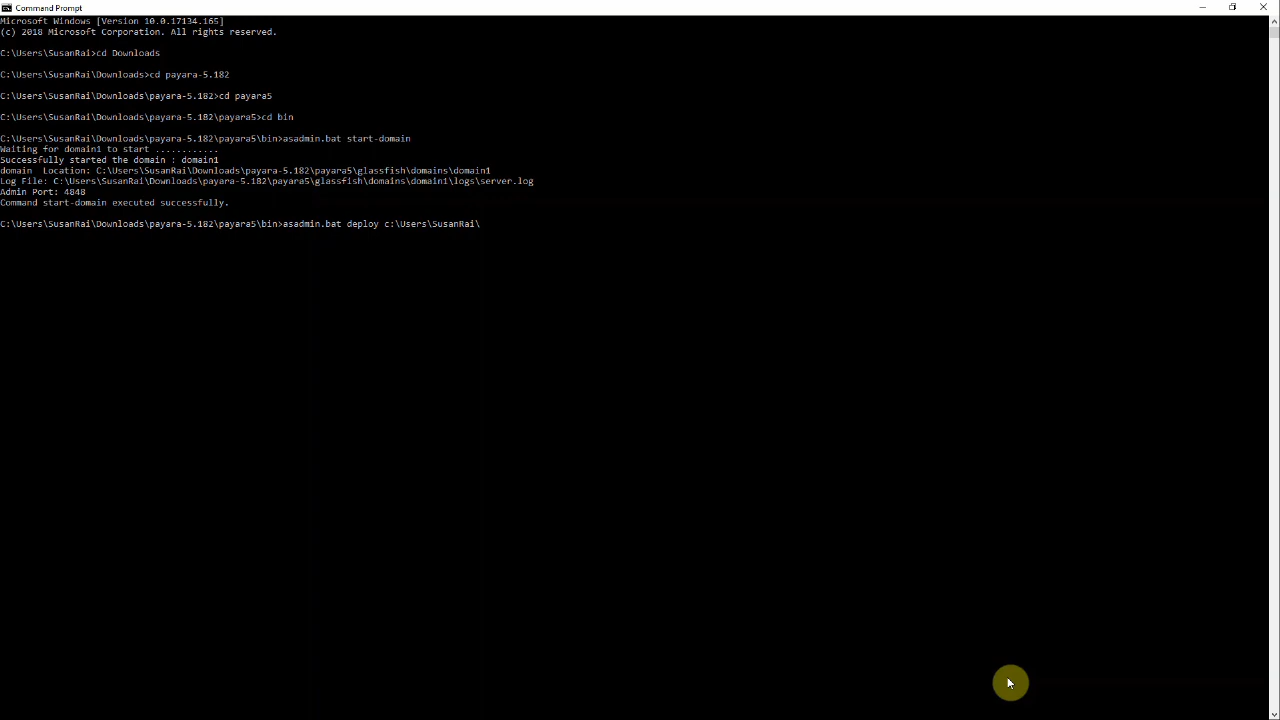 Command Prompt
Microsoft Windows [Version 10.0.17134.165]
(c) 2018 Microsoft Corporation. All rights reserved.
C:\Users\SusanRai>cd Downloads
C:\Users\SusanRai\Downloads>cd payara-5.182
C:\Users\SusanRai\Downloads\payara-5.182>cd payara5
C:\Users\SusanRai\Downloads\payara-5.182\payara5>cd bin
C:\Users\SusanRai\Downloads\payara-5.182\payara5\bin>asadmin.bat start-domain
Waiting for domain1 to start ............
Successfully started the domain : domain1
domain  Location: C:\Users\SusanRai\Downloads\payara-5.182\payara5\glassfish\domains\domain1
Log File: C:\Users\SusanRai\Downloads\payara-5.182\payara5\glassfish\domains\domain1\logs\server.log
Admin Port: 4848
Command start-domain executed successfully.
C:\Users\SusanRai\Downloads\payara-5.182\payara5\bin>asadmin.bat deploy c:\Users\SusanRai\